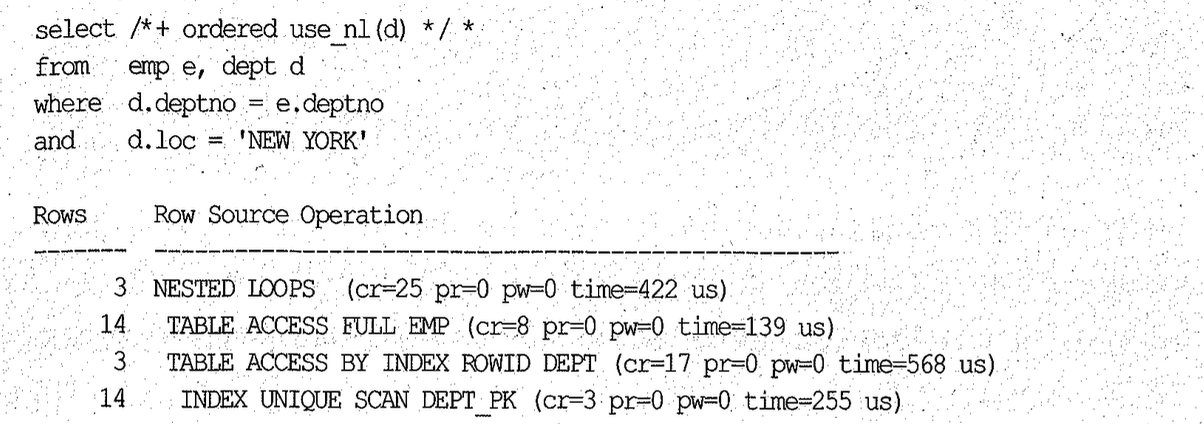 select /*+ ordered use_nl(d) */ *
from emp e, dept d
where d.deptno = e.deptno
and d.loc = 'NEW YORK'
Rows Row Source Operation
------- ---------------------------------------------------
3 NESTED LOOPS (cr=25 pr=0 pw=0 time=422 us)
14 TABLE ACCESS FULL EMP (cr=8 pr=0 pw=0 time=139 us)
3 TABLE ACCESS BY INDEX ROWID DEPT (cr=17 pr=0 pw=0 time=568 us)
14 INDEX UNIQUE SCAN DEPT_PK (cr=3 pr=0 pw=0 time=255 us)